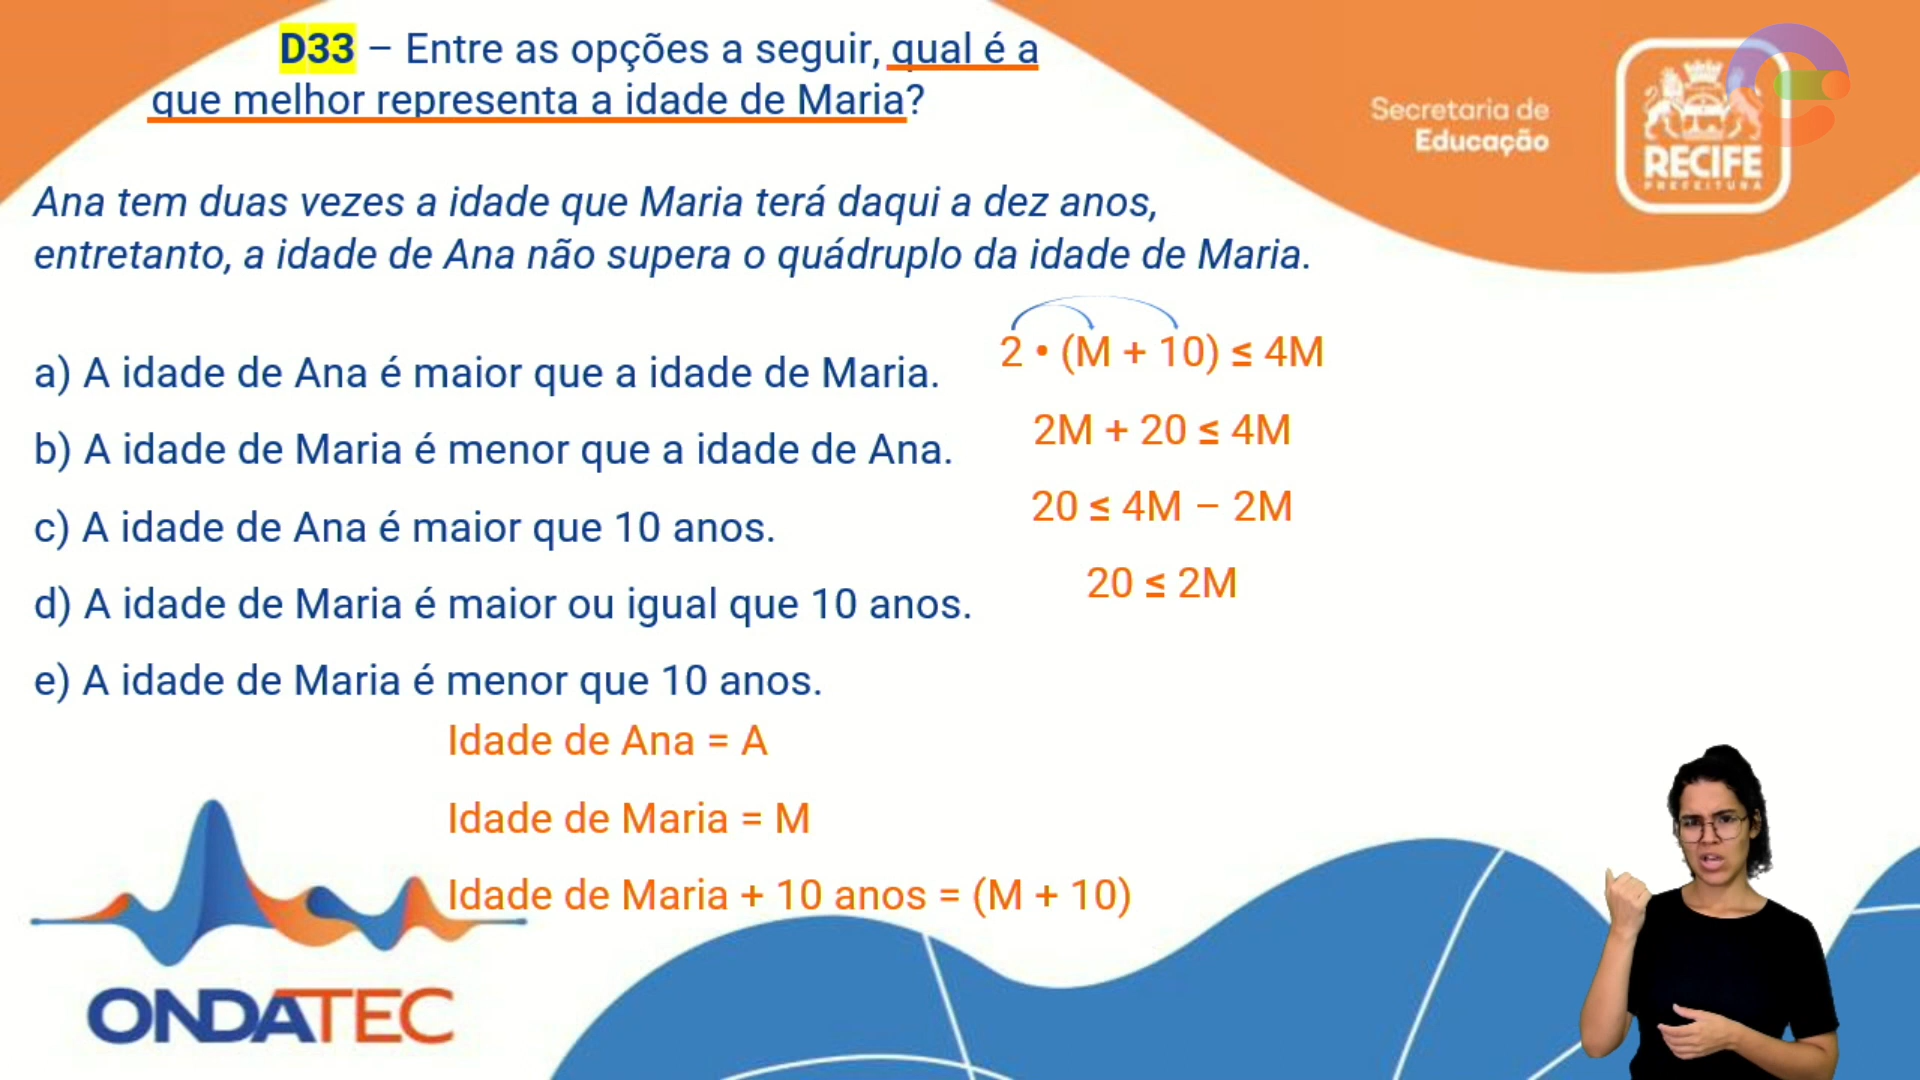 D33 – Entre as opções a seguir, qual é a
que melhor representa a idade de Maria?
Secretaria de
Educação
RECIFE
PREFEITURA
Ana tem duas vezes a idade que Maria terá daqui a dez anos,
entretanto, a idade de Ana não supera o quádruplo da idade de Maria.
a) A idade de Ana é maior que a idade de Maria.
b) A idade de Maria é menor que a idade de Ana.
c) A idade de Ana é maior que 10 anos.
d) A idade de Maria é maior ou igual que 10 anos.
e) A idade de Maria é menor que 10 anos.
2 • (M + 10) ≤ 4M
2M + 20 ≤ 4M
20 ≤ 4M – 2M
20 ≤ 2M
Idade de Ana = A
Idade de Maria = M
Idade de Maria + 10 anos = (M + 10)
ONDATEC